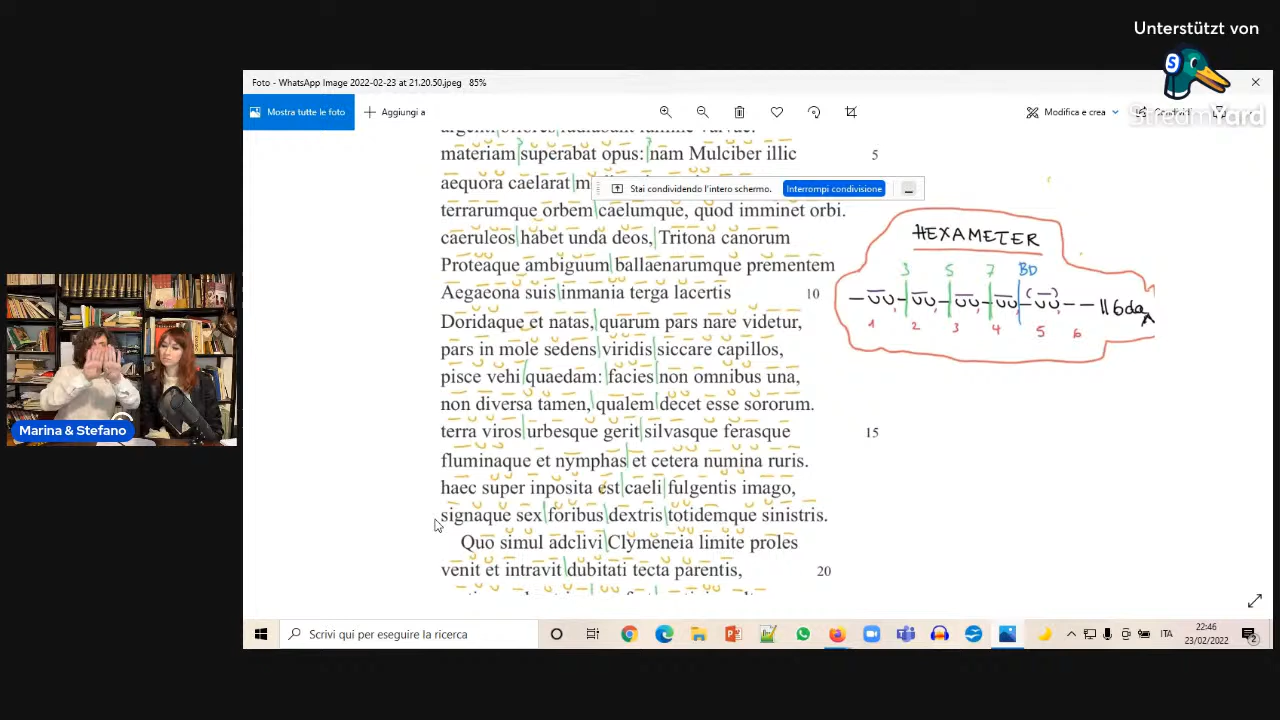 Unterstützt von
StreamYard
Foto - WhatsApp Image 2022-02-23 at 21.20.50.jpeg 85%
Mostra tutte le foto
Aggiungi a
Modifica e crea
materiam superabat opus: nam Mulciber illic 5
aequora caelarat
Stai condividendo l'intero schermo.
Interrompi condivisione
terrarumque orbem caelumque, quod imminet orbi.
caeruleos habet unda deos, Tritona canorum
Proteaque ambiguum ballaenarumque prementem
Aegaeona suis inmania terga lacertis 10
Doridaque et natas, quarum pars nare videtur,
pars in mole sedens viridis siccare capillos,
pisce vehi quaedam: facies non omnibus una,
non diversa tamen, qualem decet esse sororum.
terra viros urbesque gerit silvasque ferasque 15
fluminaque et nymphas et cetera numina ruris.
haec super inposita est caeli fulgentis imago,
signaque sex foribus dextris totidemque sinistris.
Quo simul adclivi Clymeneia limite proles
venit et intravit dubitati tecta parentis, 20
HEXAMETER
3 5 7 BD
6da
1 2 3 4 5 6
Marina & Stefano
Scrivi qui per eseguire la ricerca
ITA
22:46
23/02/2022
2